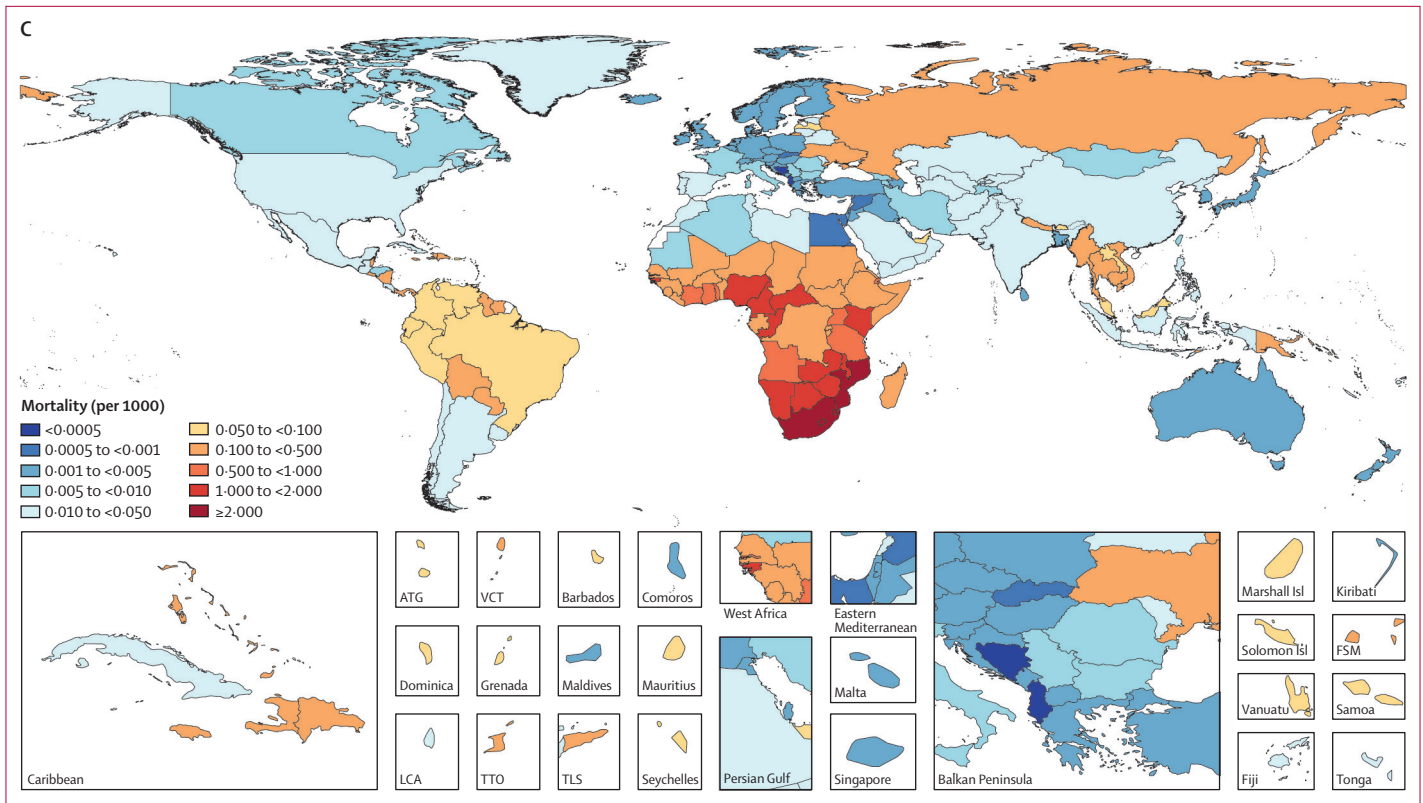 C
Mortality (per 1000)
<0·0005
0·0005 to <0·001
0·001 to <0·005
0·005 to <0·010
0·010 to <0·050
0·050 to <0·100
0·100 to <0·500
0·500 to <1·000
1·000 to <2·000
≥2·000
Caribbean
ATG
VCT
Barbados
Comoros
Dominica
Grenada
Maldives
Mauritius
LCA
TTO
TLS
Seychelles
West Africa
Eastern
Mediterranean
Persian Gulf
Malta
Singapore
Balkan Peninsula
Marshall Isl
Kiribati
Solomon Isl
FSM
Vanuatu
Samoa
Fiji
Tonga